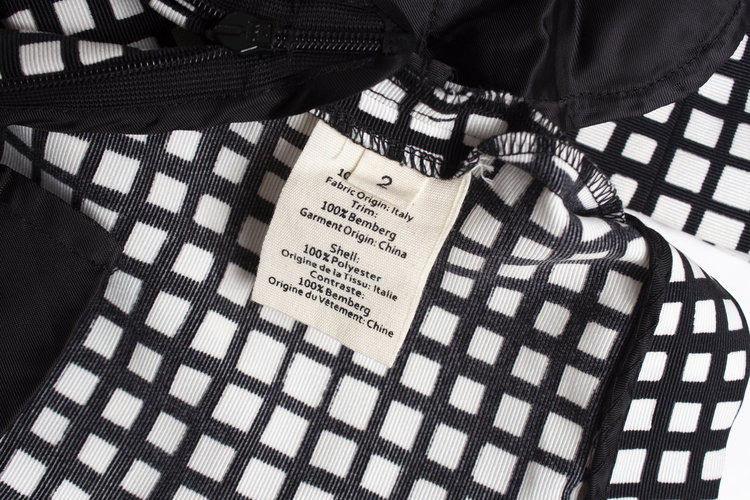 2
Fabric Origin: Italy
Trim:
100% Bemberg
Garment Origin: China
Shell:
100% Polyester
Origine de la Tissu: Italie
Contraste:
100% Bemberg
Origine du Vêtement: Chine